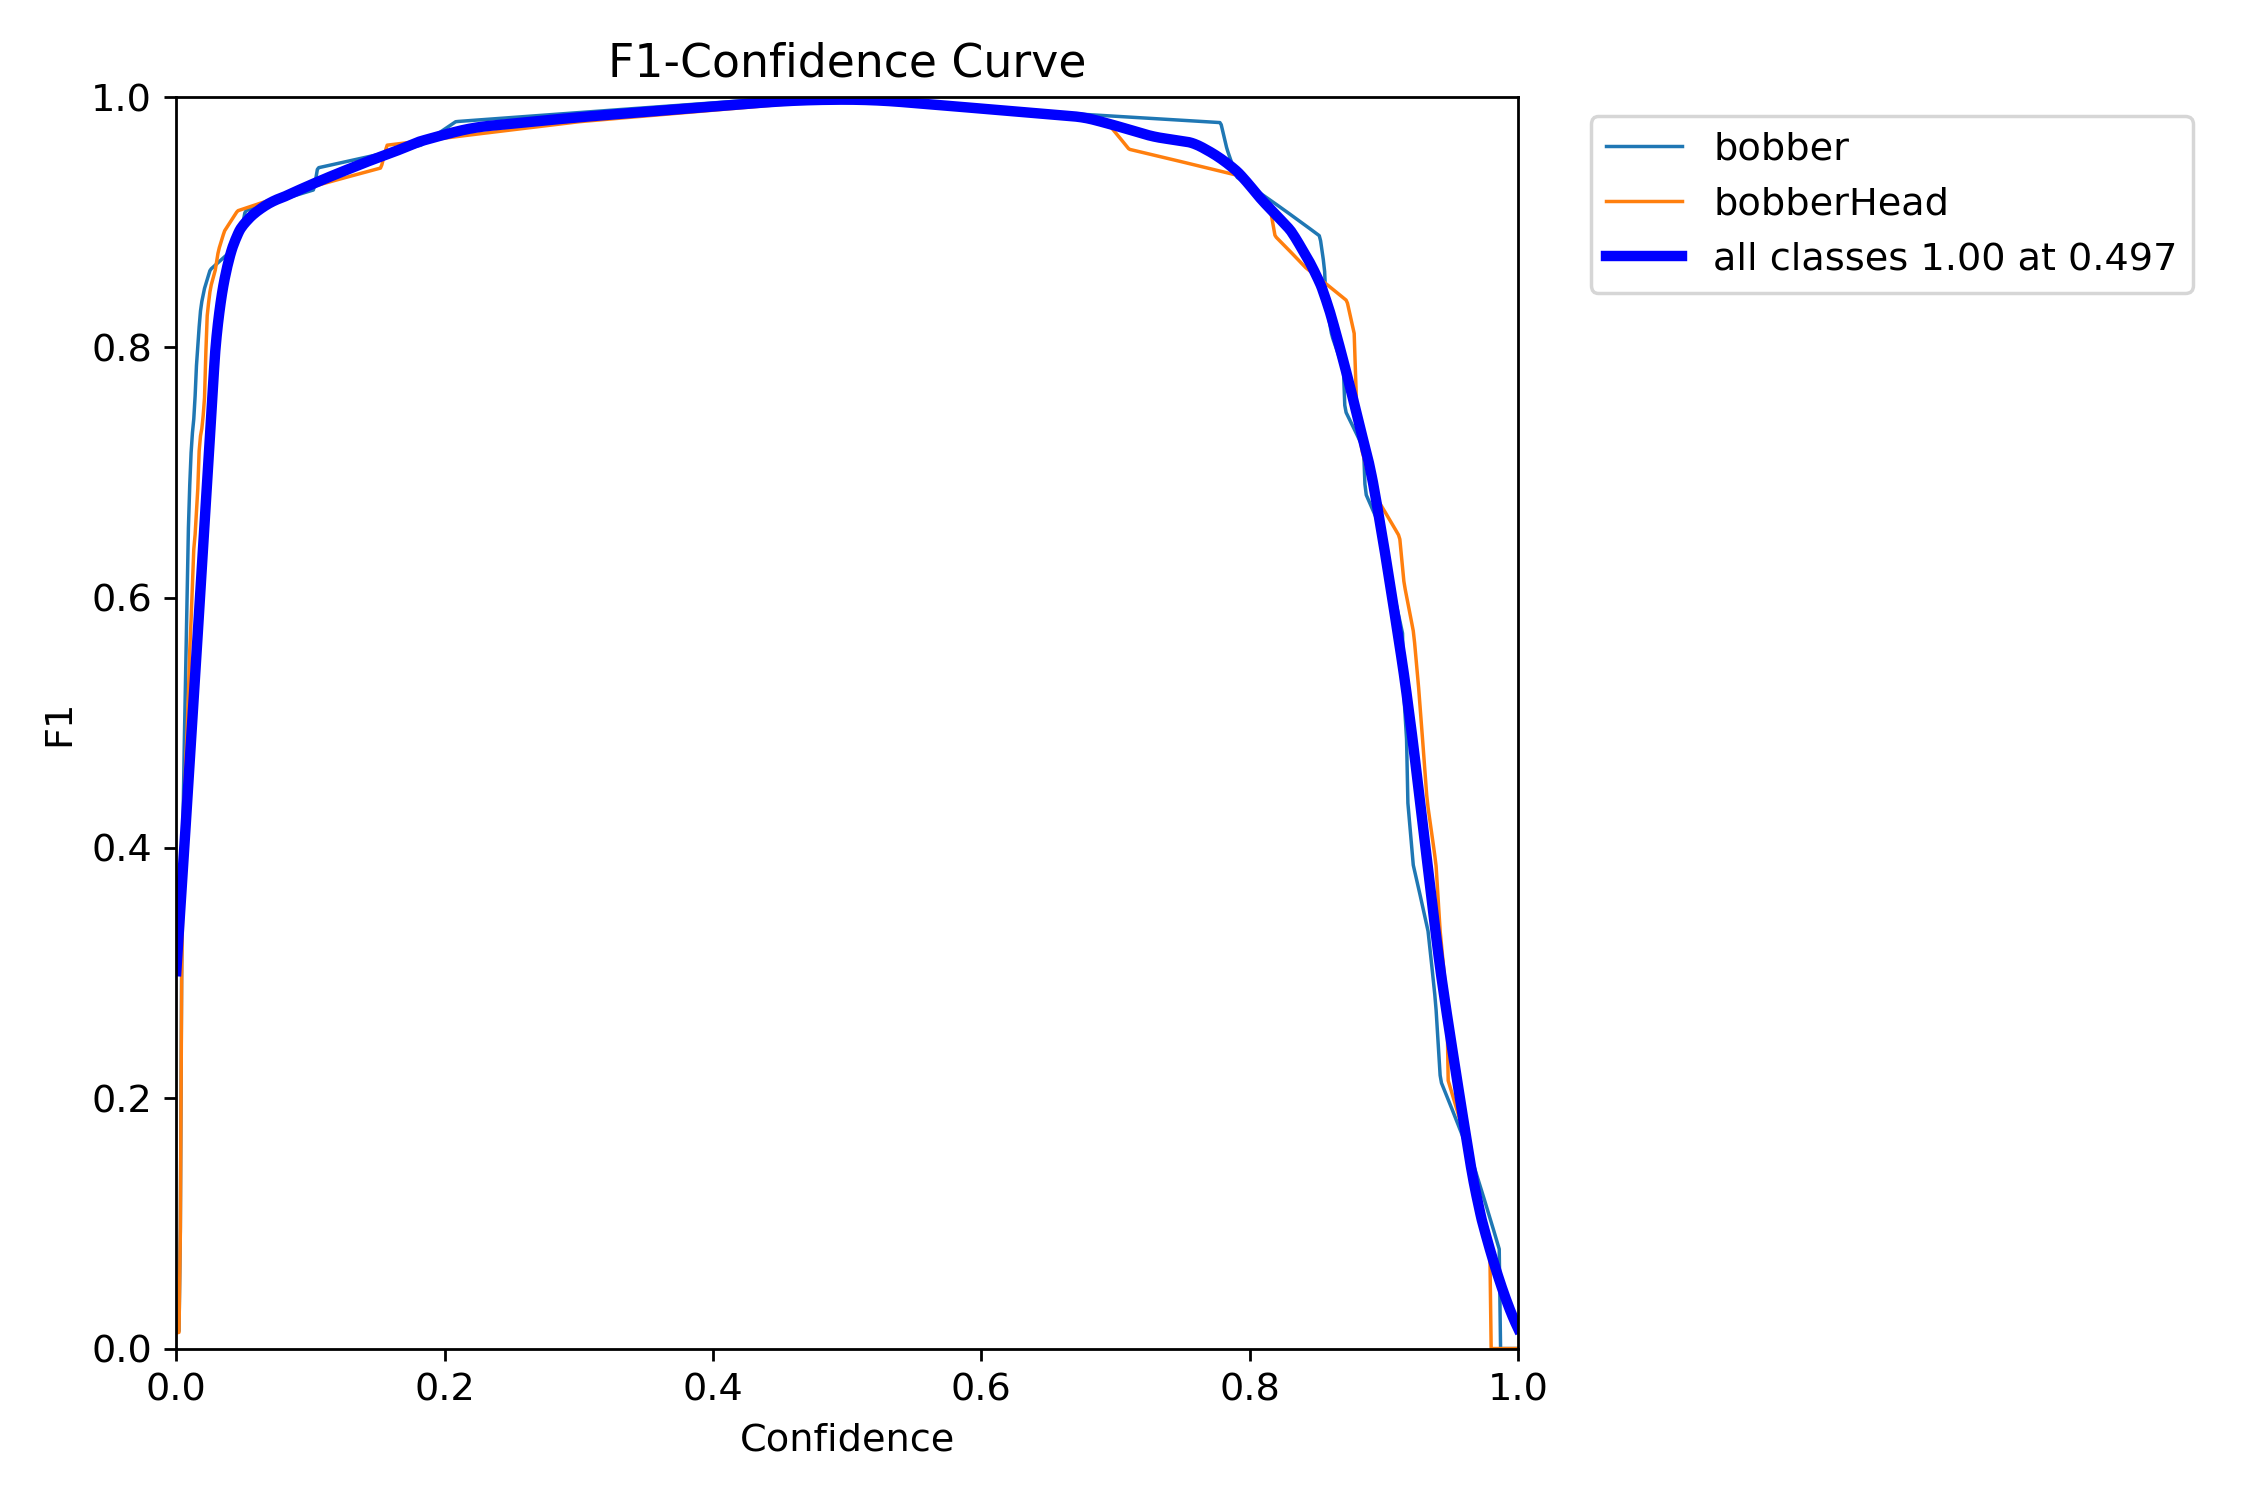 F1-Confidence Curve
1.0
0.8
0.6
0.4
0.2
0.0
F1
0.0 0.2 0.4 0.6 0.8 1.0
Confidence
bobber
bobberHead
all classes 1.00 at 0.497